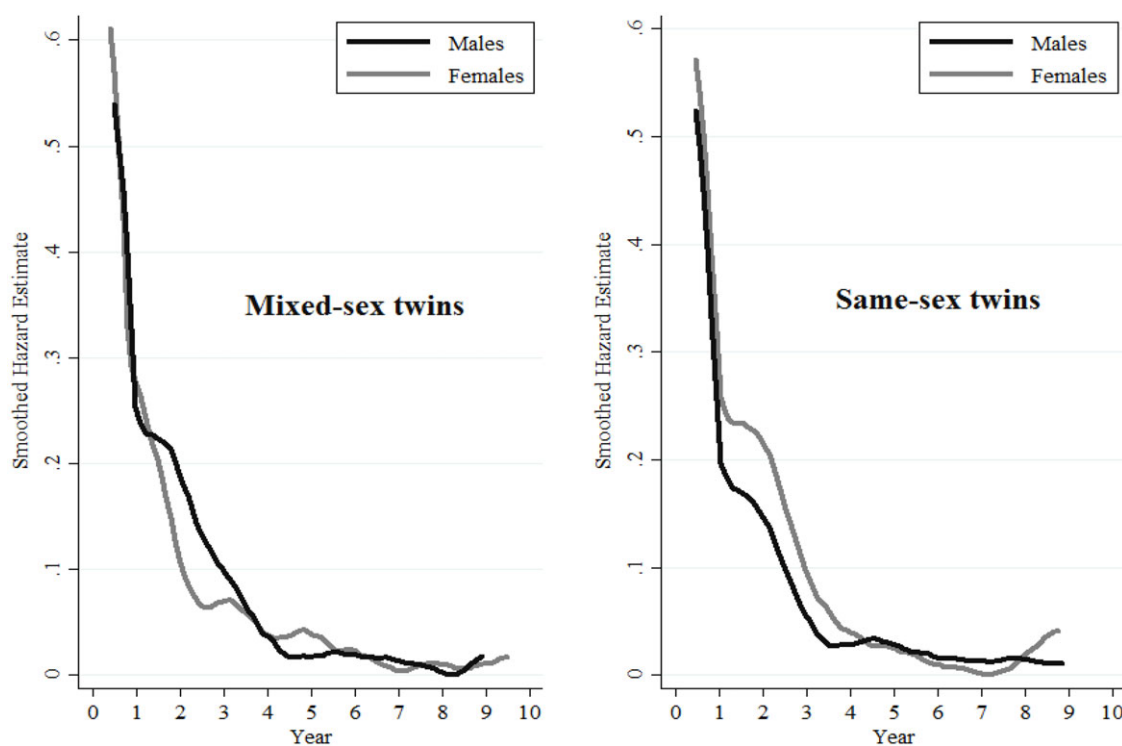 Males
Females
Mixed-sex twins
Smoothed Hazard Estimate
.6
.5
.4
.3
.2
.1
0
0 1 2 3 4 5 6 7 8 9 10
Year
Males
Females
Same-sex twins
Smoothed Hazard Estimate
.6
.5
.4
.3
.2
.1
0
0 1 2 3 4 5 6 7 8 9 10
Year